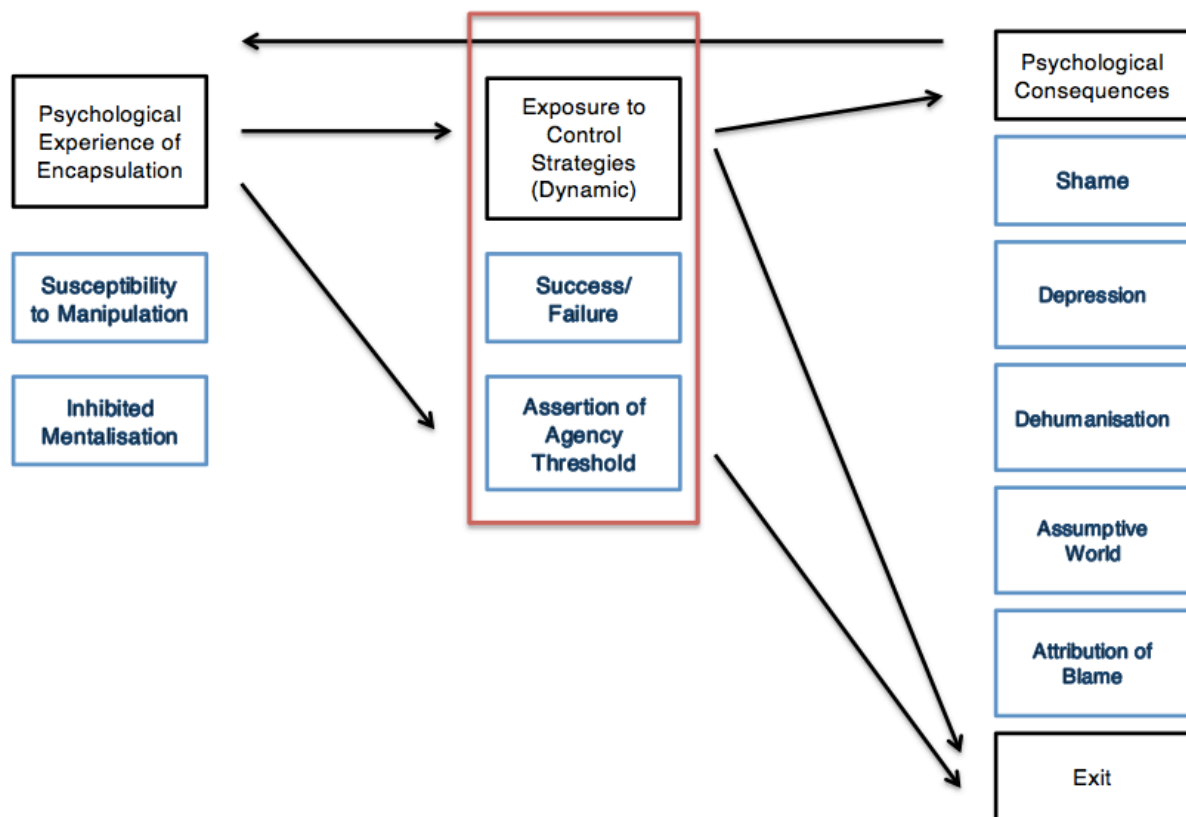 Psychological
Experience of
Encapsulation
Susceptibility
to Manipulation
Inhibited
Mentalisation
Exposure to
Control
Strategies
(Dynamic)
Success/
Failure
Assertion of
Agency
Threshold
Psychological
Consequences
Shame
Depression
Dehumanisation
Assumptive
World
Attribution of
Blame
Exit